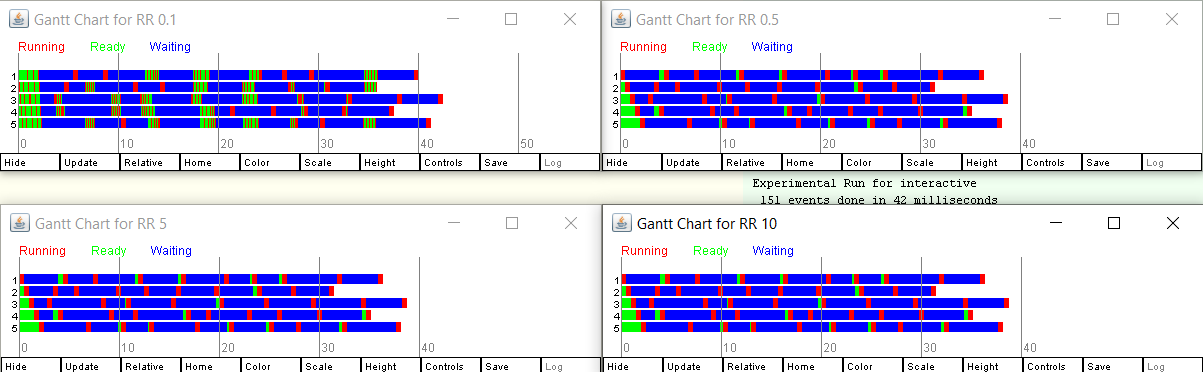 Gantt Chart for RR 0.1
Running Ready Waiting
10 20 30
1
2
3
4
5
0 10 20 30 40 50
Hide Update Relative Home Color Scale Height Controls Save Log
Gantt Chart for RR 0.5
Running Ready Waiting
1
2
3
4
5
0 10 20 30 40
Hide Update Relative Home Color Scale Height Controls Save Log
Experimental Run for interactive
151 events done in 42 milliseconds
Gantt Chart for RR 5
Running Ready Waiting
1
2
3
4
5
0 10 20 30 40
Hide Update Relative Home Color Scale Height Controls Save Log
Gantt Chart for RR 10
Running Ready Waiting
1
2
3
4
5
0 10 20 30 40
Hide Update Relative Home Color Scale Height Controls Save Log